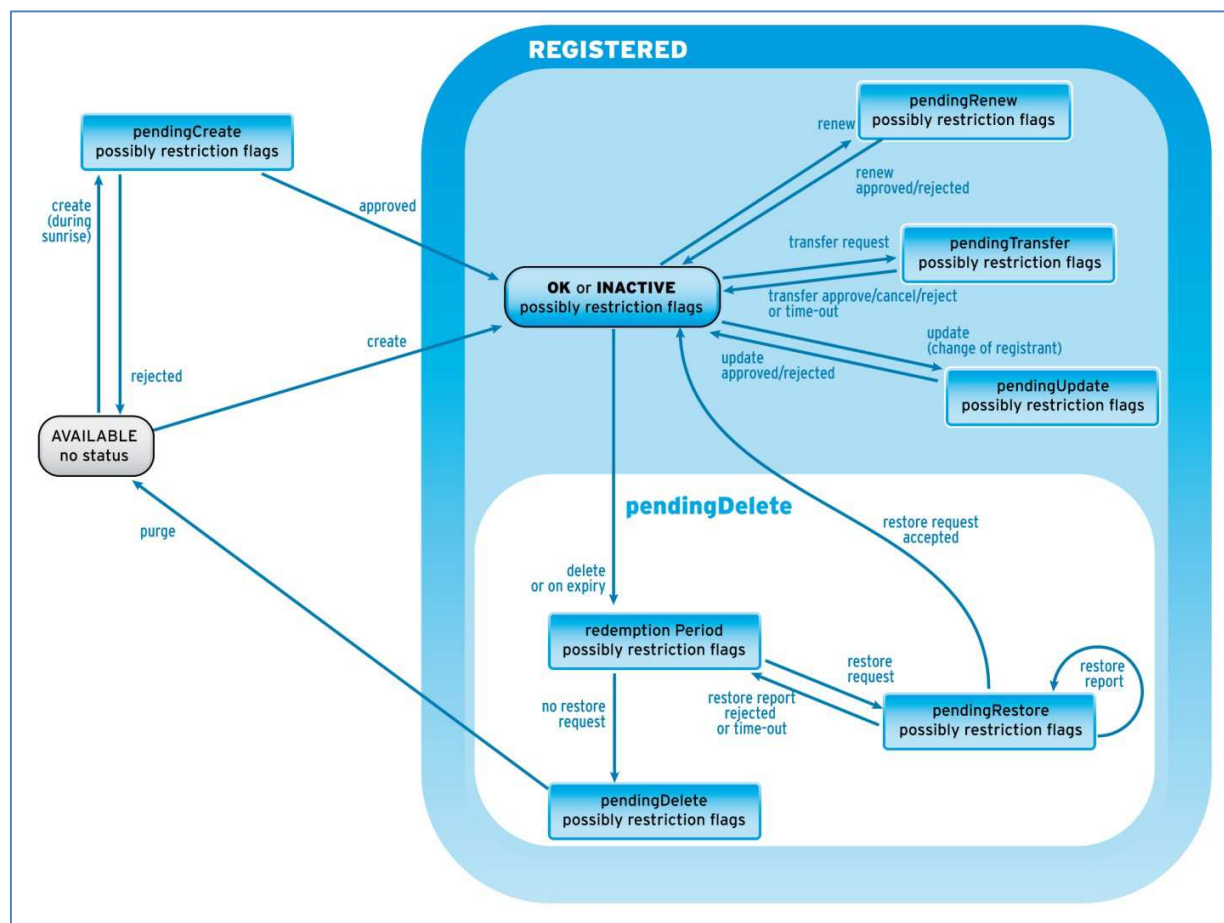 REGISTERED
pendingCreate
possibly restriction flags
pendingRenew
possibly restriction flags
renew
renew
approved/rejected
create
(during
sunrise)
approved
rejected
transfer request
pendingTransfer
possibly restriction flags
OK or INACTIVE
possibly restriction flags
transfer approve/cancel/reject
or time-out
create
update
(change of registrant)
update
approved/rejected
pendingUpdate
possibly restriction flags
AVAILABLE
no status
purge
pendingDelete
restore request
accepted
delete
or on expiry
redemption Period
possibly restriction flags
restore
request
restore
report
no restore
request
restore report
rejected
or time-out
pendingRestore
possibly restriction flags
pendingDelete
possibly restriction flags